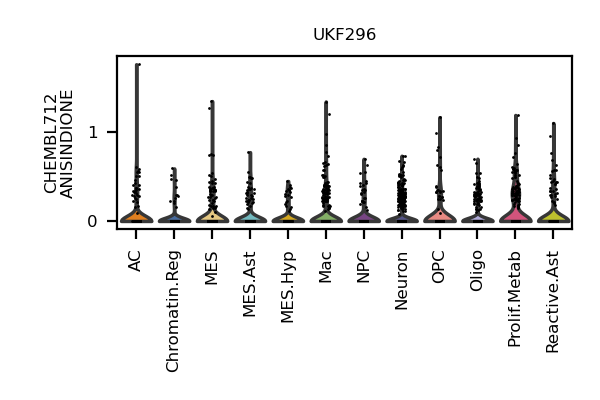 UKF296
CHEMBL712
ANISINDIONE
1
0
AC
Chromatin.Reg
MES
MES.Ast
MES.Hyp
Mac
NPC
Neuron
OPC
Oligo
Prolif.Metab
Reactive.Ast